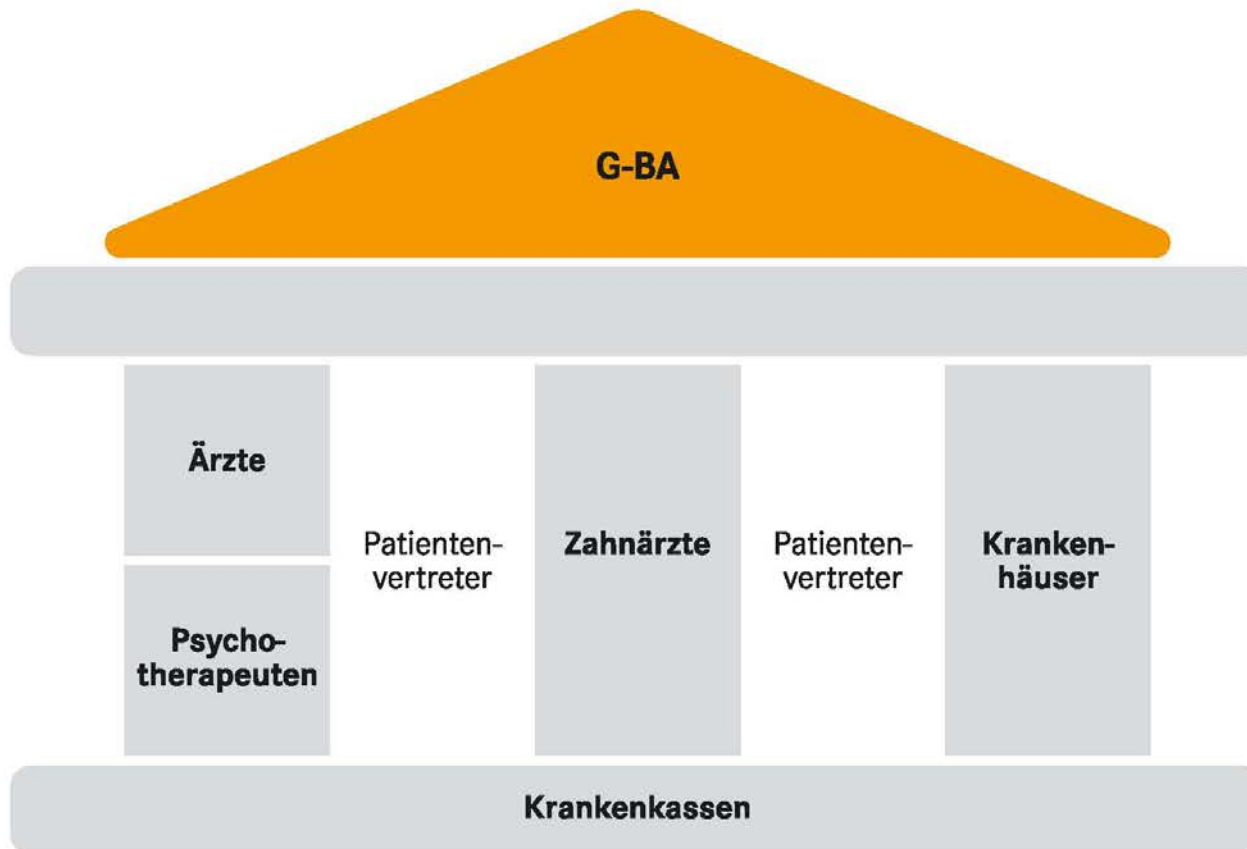 G-BA
Ärzte
Psycho-
therapeuten
Patienten-
vertreter
Zahnärzte
Patienten-
vertreter
Kranken-
häuser
Krankenkassen